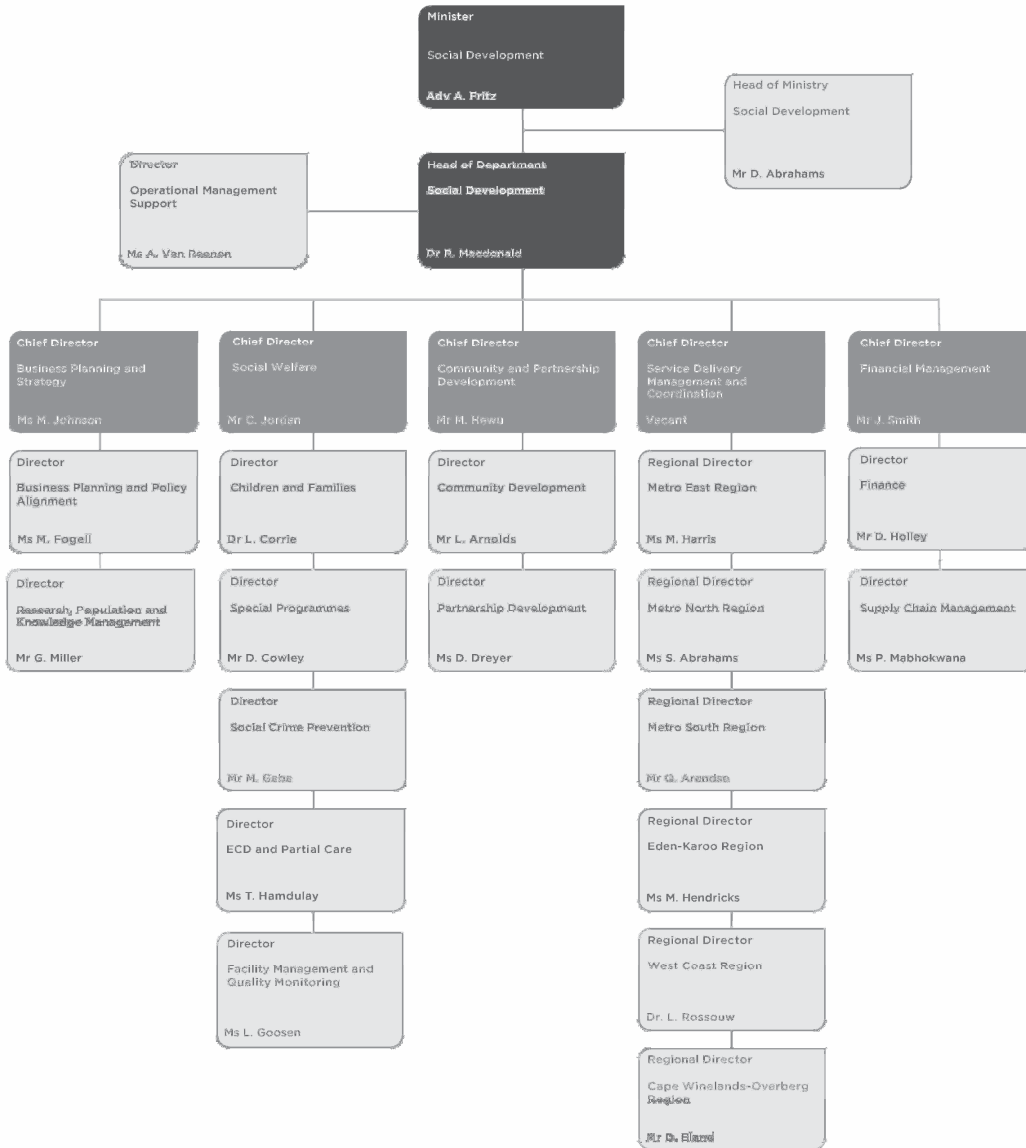 Minister
Social Development
Adv A. Fritz
Head of Ministry
Social Development
Mr D. Abrahams
Director
Operational Management
Support
Ms A. Van Reenen
Head of Department
Social Development
Dr R. Macdonald
Chief Director
Business Planning and
Strategy
Ms M. Johnson
Director
Business Planning and Policy
Alignment
Ms M. Fogell
Director
Research, Population and
Knowledge Management
Mr G. Miller
Chief Director
Social Welfare
Mr C. Jordan
Director
Children and Families
Dr L. Corrie
Director
Special Programmes
Mr D. Cowley
Director
Social Crime Prevention
Mr M. Gaba
Director
ECD and Partial Care
Ms T. Hamdulay
Director
Facility Management and
Quality Monitoring
Ms L. Goosen
Chief Director
Community and Partnership
Development
Mr M. Hewu
Director
Community Development
Mr L. Arnolds
Director
Partnership Development
Ms D. Dreyer
Chief Director
Service Delivery
Management and
Coordination
Vacant
Regional Director
Metro East Region
Ms M. Harris
Regional Director
Metro North Region
Ms S. Abrahams
Regional Director
Metro South Region
Mr Q. Arendse
Regional Director
Eden-Karoo Region
Ms M. Hendricks
Regional Director
West Coast Region
Dr. L. Rossouw
Regional Director
Cape Winelands-Overberg
Region
Mr D. Eland
Chief Director
Financial Management
Mr J. Smith
Director
Finance
Mr D. Holley
Director
Supply Chain Management
Ms P. Mabhokwana